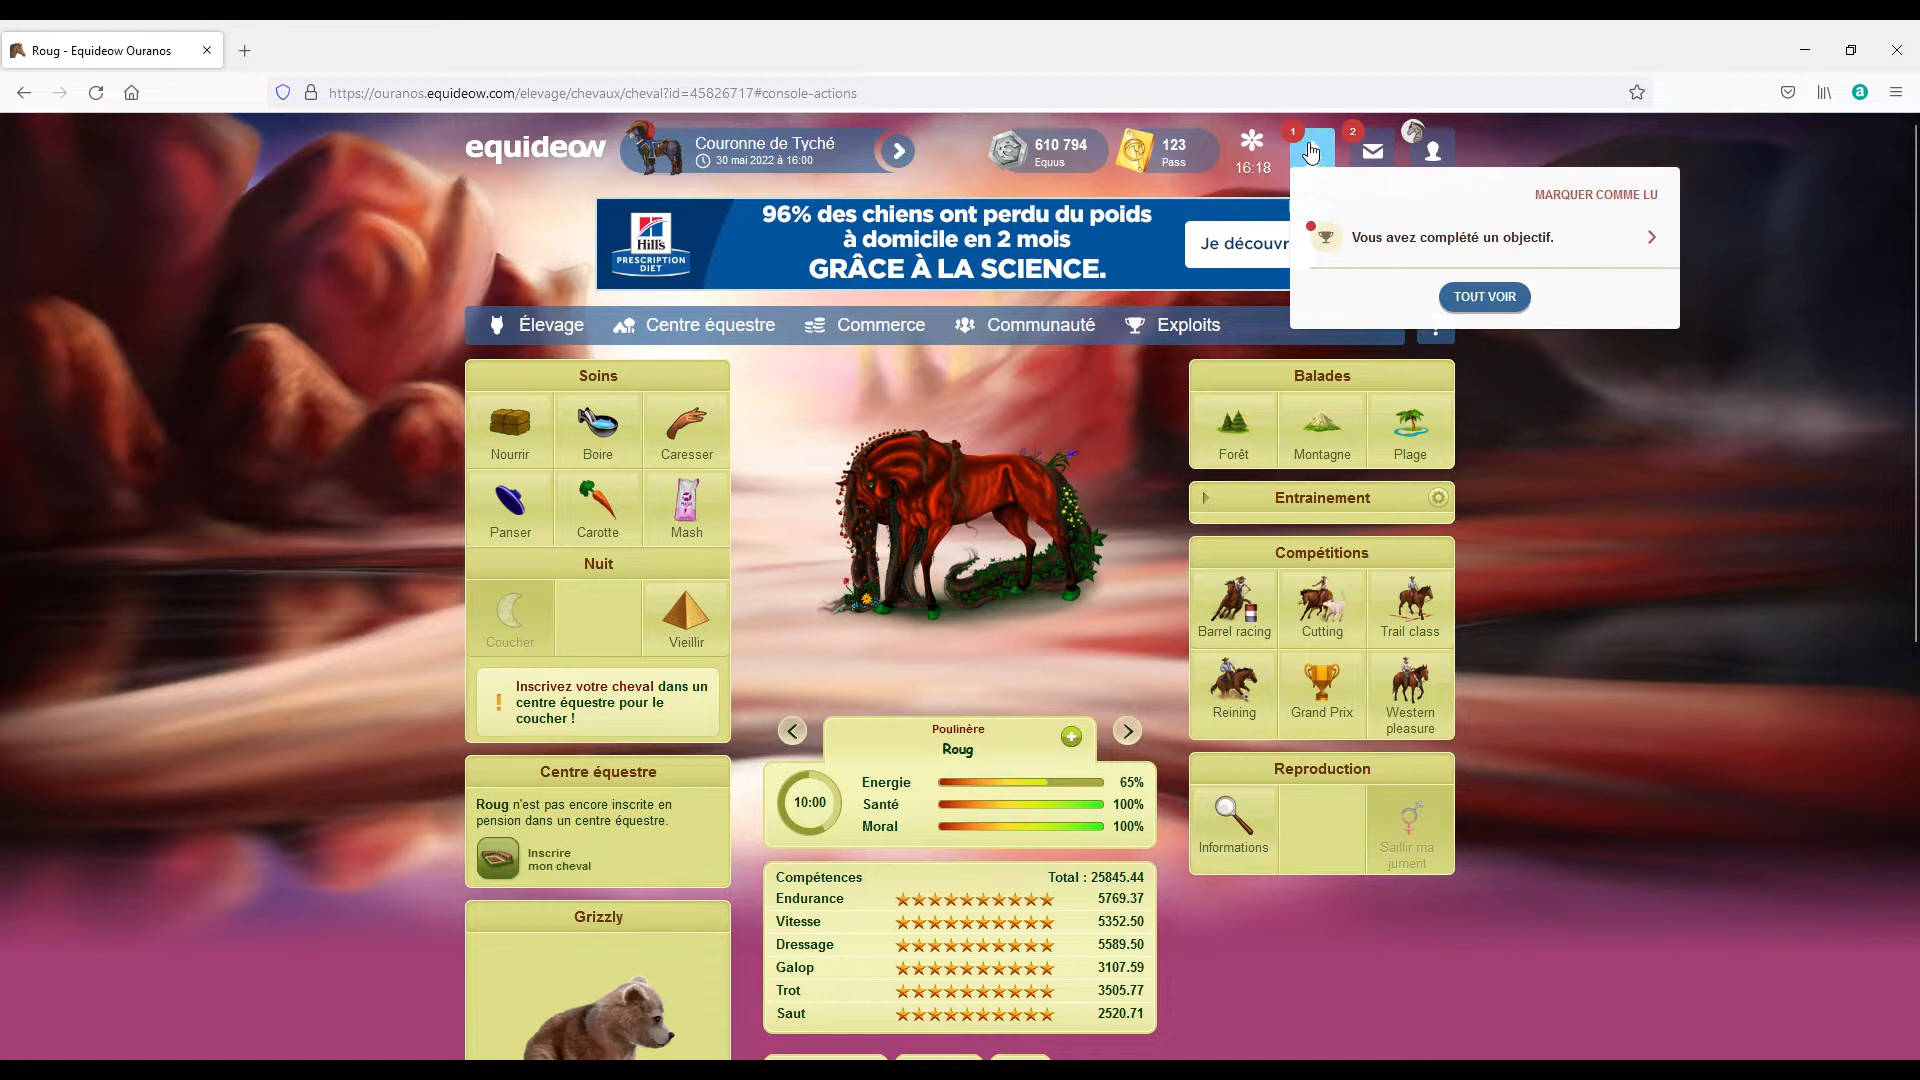 Roug - Equideow Ouranos
https://ouranos.equideow.com/elevage/chevaux/cheval?id=45826717#console-actions
equideow
Couronne de Tyché
30 mai 2022 à 16:00
610 794
Equus
123
Pass
16:18
1
2
MARQUER COMME LU
Vous avez complété un objectif.
TOUT VOIR
Hill's
PRESCRIPTION
DIET
96% des chiens ont perdu du poids
à domicile en 2 mois
GRÂCE À LA SCIENCE.
Je découvr
Élevage
Centre équestre
Commerce
Communauté
Exploits
Soins
Nourrir
Boire
Caresser
Panser
Carotte
Mash
Nuit
Coucher
Vieillir
Inscrivez votre cheval dans un
centre équestre pour le
coucher !
Centre équestre
Roug n'est pas encore inscrite en
pension dans un centre équestre.
Inscrire
mon cheval
Grizzly
Poulinère
Roug
10:00
Energie 65%
Santé 100%
Moral 100%
Compétences Total : 25845.44
Endurance 5769.37
Vitesse 5352.50
Dressage 5589.50
Galop 3107.59
Trot 3505.77
Saut 2520.71
Balades
Forêt
Montagne
Plage
Entrainement
Compétitions
Barrel racing
Cutting
Trail class
Reining
Grand Prix
Western
pleasure
Reproduction
Informations
Saillir ma
jument